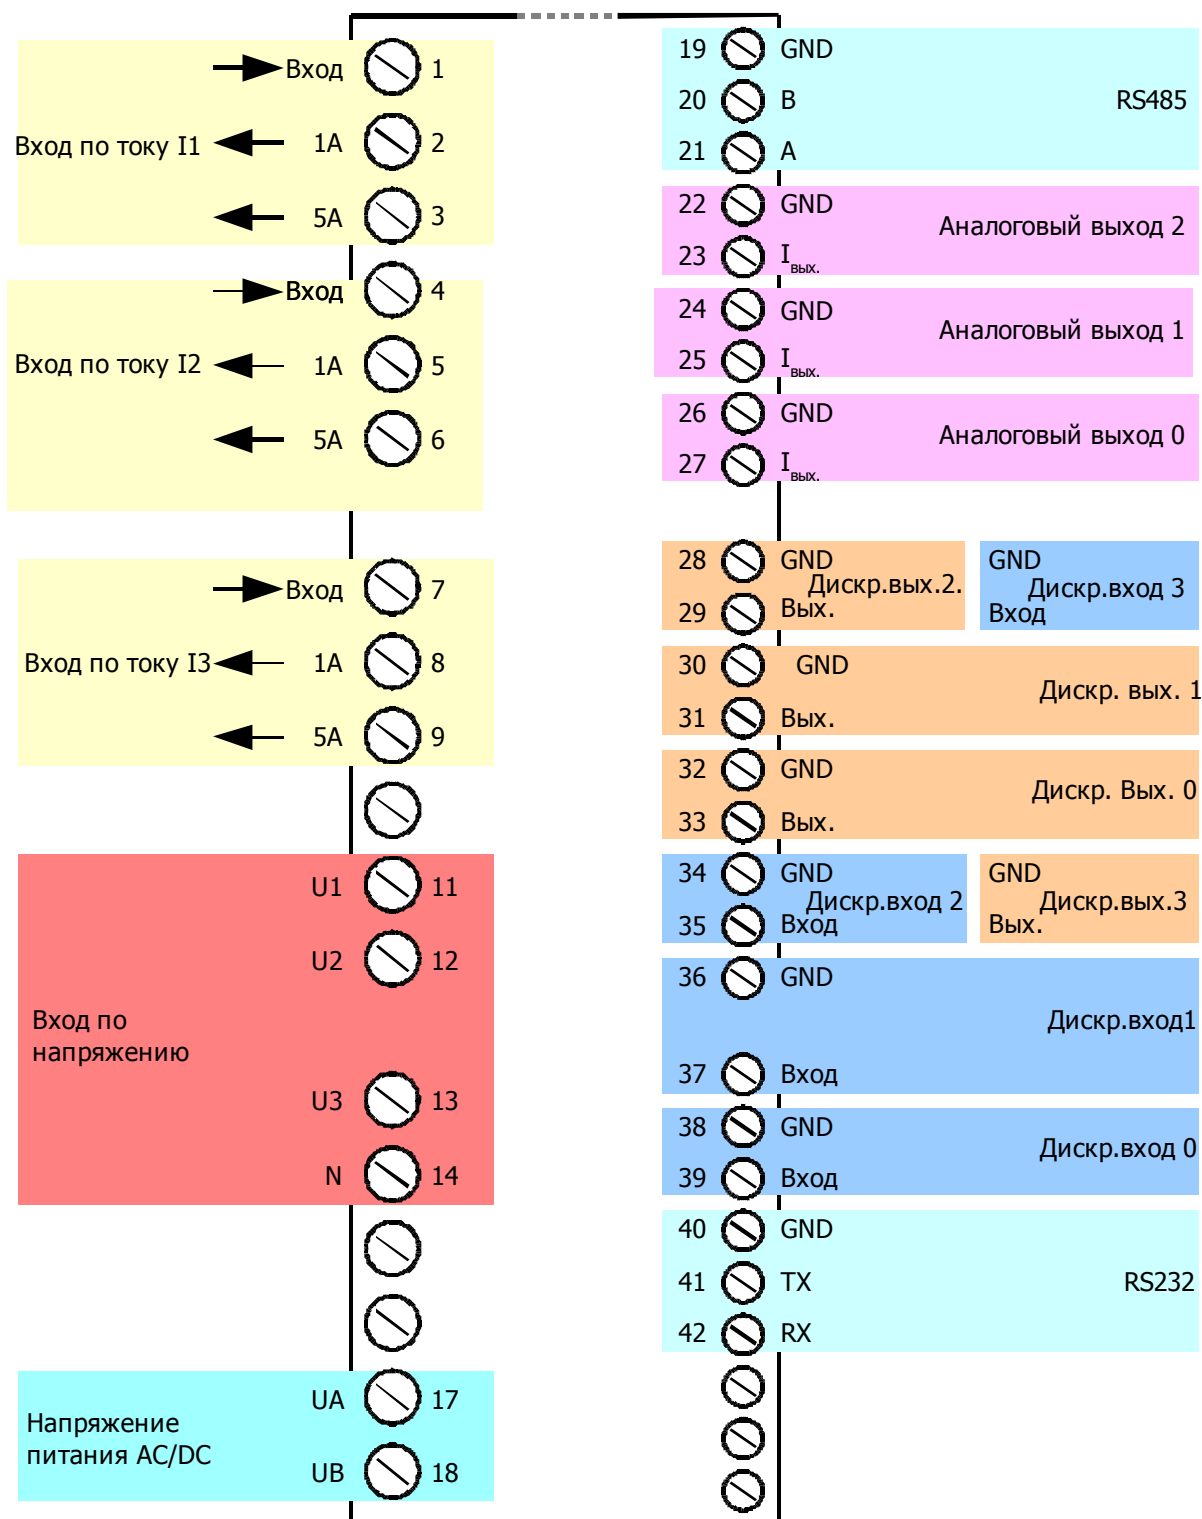 Вход 1
Вход по току I1 1A 2
5A 3
Вход 4
Вход по току I2 1A 5
5A 6
Вход 7
Вход по току I3 1A 8
5A 9
U1 11
U2 12
Вход по
напряжению
U3 13
N 14
UA 17
Напряжение
питания AC/DC
UB 18
19 GND
20 B RS485
21 A
22 GND
Аналоговый выход 2
23 Iвых.
24 GND
Аналоговый выход 1
25 Iвых.
26 GND
Аналоговый выход 0
27 Iвых.
28 GND GND
Дискр.вых.2. Дискр.вход 3
29 Вых. Вход
30 GND
Дискр. вых. 1
31 Вых.
32 GND
Дискр. Вых. 0
33 Вых.
34 GND GND
Дискр.вход 2 Дискр.вых.3
35 Вход Вых.
36 GND
Дискр.вход1
37 Вход
38 GND
Дискр.вход 0
39 Вход
40 GND
41 TX RS232
42 RX